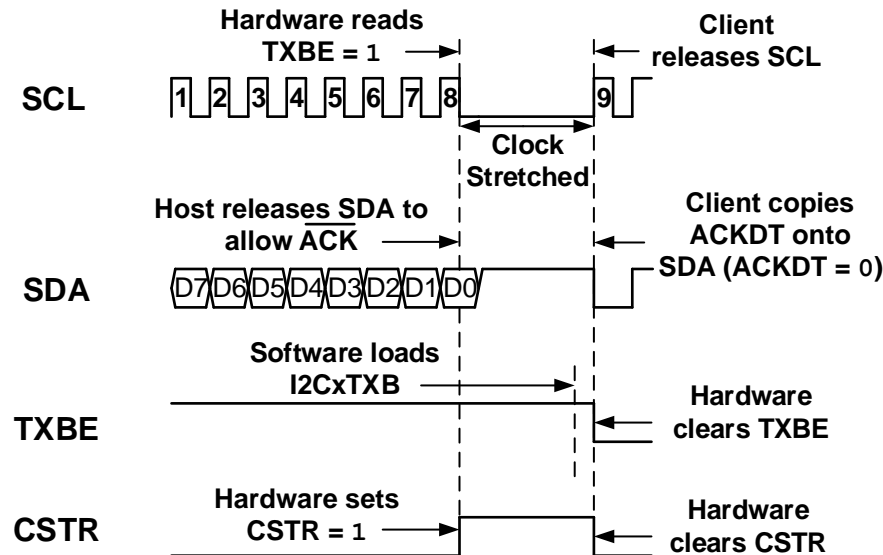 Hardware reads
TXBE = 1
Client
releases SCL
SCL
1 2 3 4 5 6 7 8 9
Clock
Stretched
Host releases SDA to
allow ACK
Client copies
ACKDT onto
SDA (ACKDT = 0)
SDA
D7 D6 D5 D4 D3 D2 D1 D0
Software loads
I2CxTXB
TXBE
Hardware
clears TXBE
Hardware sets
CSTR = 1
CSTR
Hardware
clears CSTR